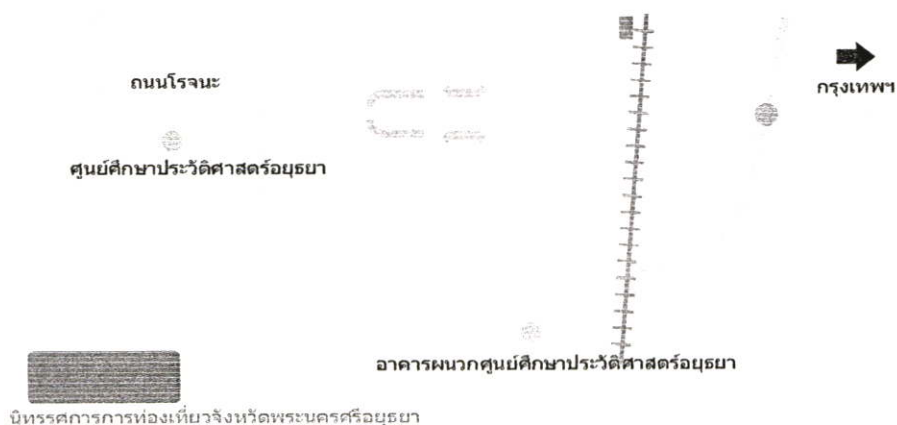 ถนนโรจนะ
กรุงเทพฯ
ศูนย์ศึกษาประวัติศาสตร์อยุธยา
อาคารผนวกศูนย์ศึกษาประวัติศาสตร์อยุธยา
นิทรรศการการท่องเที่ยวจังหวัดพระนครศรีอยุธยา